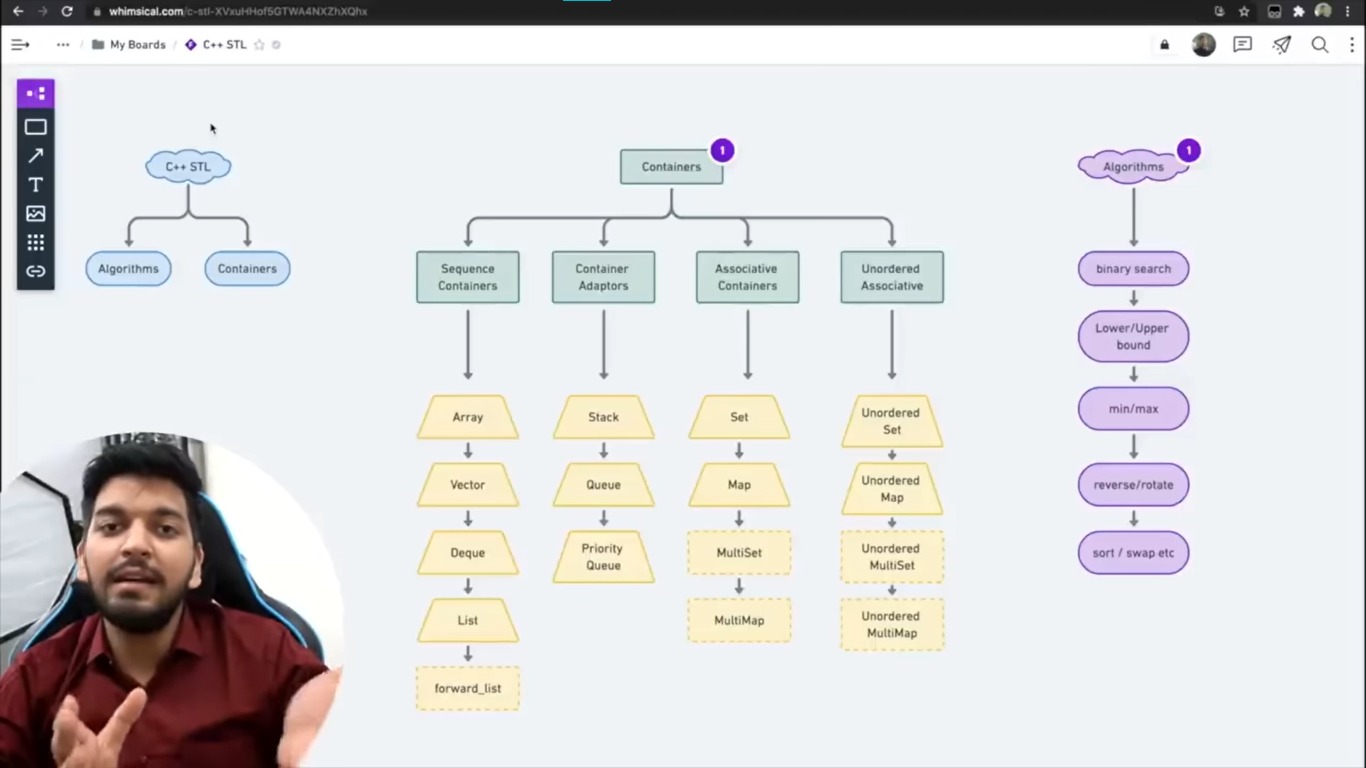 whimsical.com/c-stl-XVxuHHof5GTWA4NXZhXQhx
... / My Boards / C++ STL
C++ STL
Algorithms
Containers
Containers
1
Sequence
Containers
Container
Adaptors
Associative
Containers
Unordered
Associative
Array
Vector
Deque
List
forward_list
Stack
Queue
Priority
Queue
Set
Map
MultiSet
MultiMap
Unordered
Set
Unordered
Map
Unordered
MultiSet
Unordered
MultiMap
Algorithms
1
binary search
Lower/Upper
bound
min/max
reverse/rotate
sort / swap etc
T